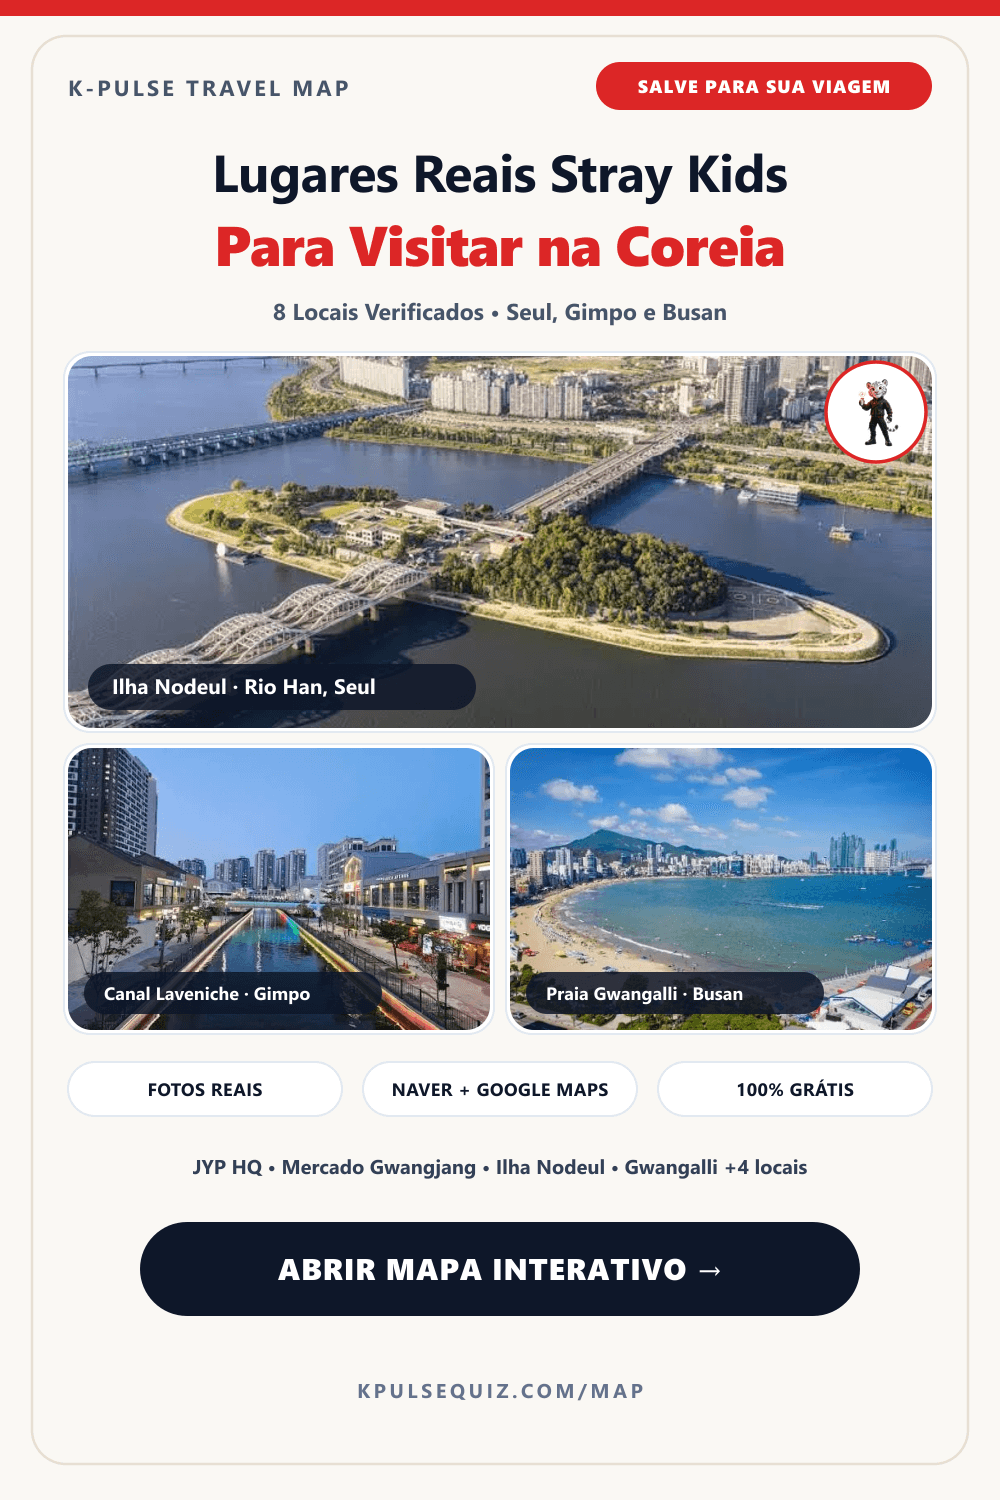 K-PULSE TRAVEL MAP
SALVE PARA SUA VIAGEM
Lugares Reais Stray Kids
Para Visitar na Coreia
8 Locais Verificados • Seul, Gimpo e Busan
Ilha Nodeul · Rio Han, Seul
Canal Laveniche · Gimpo
Praia Gwangalli · Busan
FOTOS REAIS
NAVER + GOOGLE MAPS
100% GRÁTIS
JYP HQ • Mercado Gwangjang • Ilha Nodeul • Gwangalli +4 locais
ABRIR MAPA INTERATIVO →
KPULSEQUIZ.COM/MAP